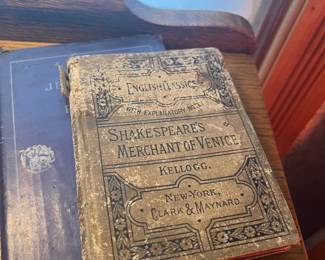 ENGLISH CLASSICS
WITH EXPLANATORY NOTES
SHAKESPEARE'S
MERCHANT OF VENICE
KELLOGG.
NEW-YORK,
CLARK & MAYNARD.